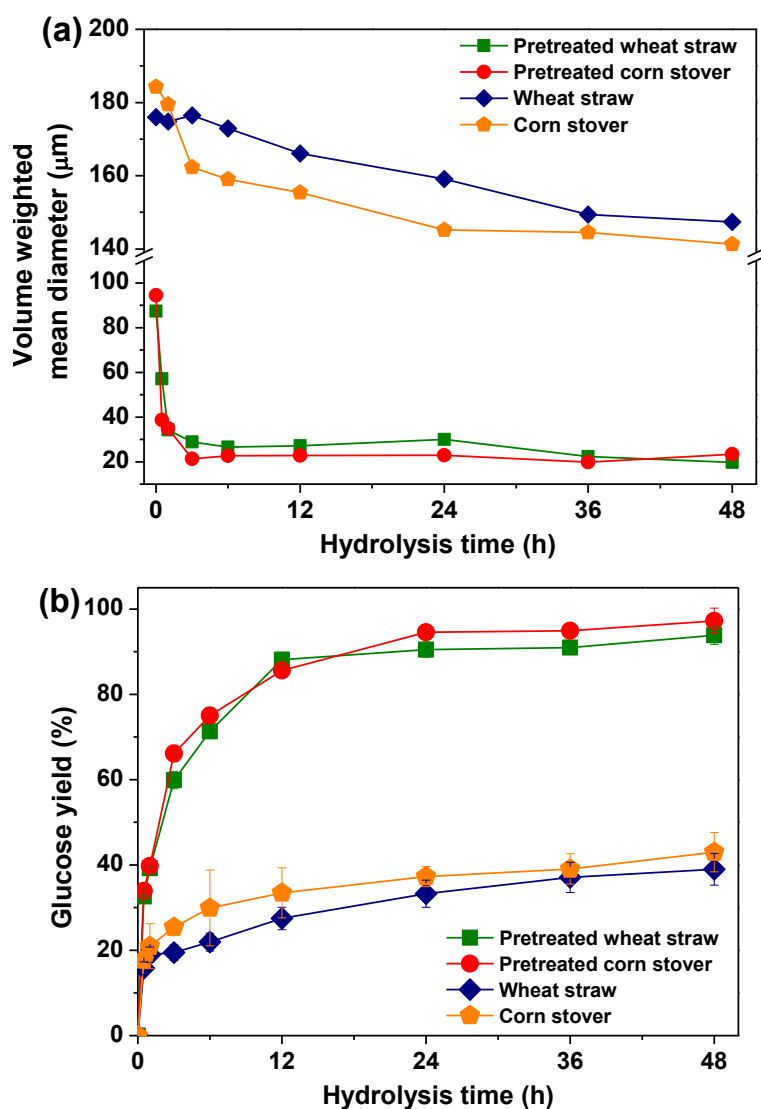 (a)
200
180
160
140
100
80
60
40
20
Volume weighted
mean diameter (μm)
Pretreated wheat straw
Pretreated corn stover
Wheat straw
Corn stover
0 12 24 36 48
Hydrolysis time (h)
(b)
100
80
60
40
20
0
Glucose yield (%)
Pretreated wheat straw
Pretreated corn stover
Wheat straw
Corn stover
0 12 24 36 48
Hydrolysis time (h)